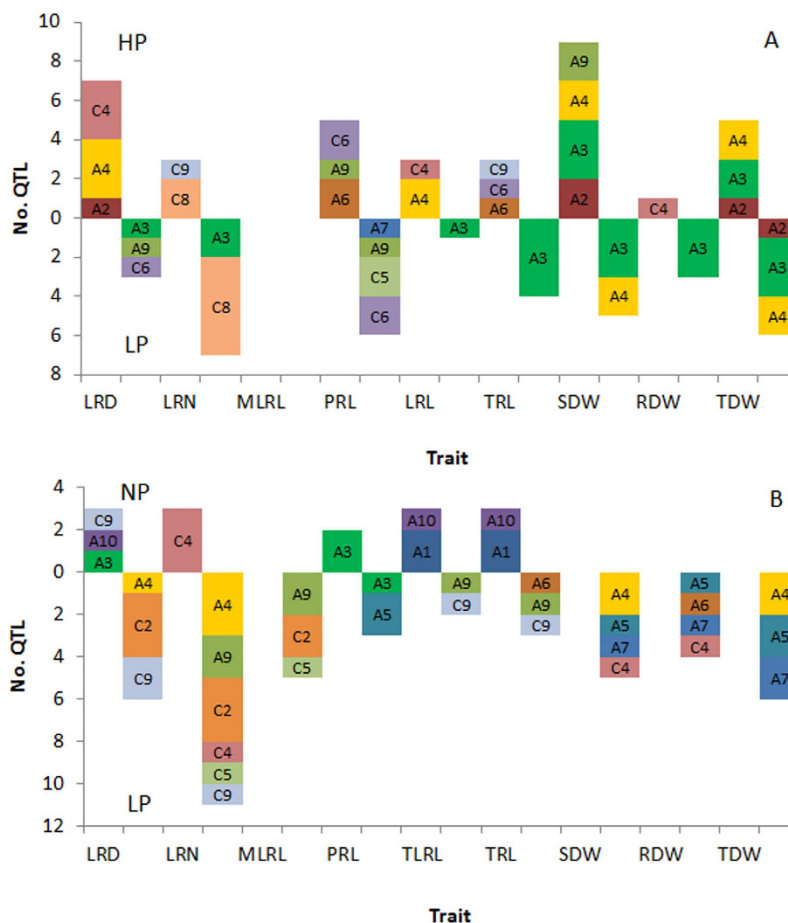 10
HP A
8 A9
6 A4
C4
4 C6 A4
A3
A4 C9 A9 C4 C9
2 A3
C6
C8 A6 A4 A2
A2 A6 C4 A2
0
A3 A7 A3 A2
A3
A9 A9 A3 A3
2 A3
C6 C5 A3
4 A4
C8
C6 A4
6
LP
8
LRD LRN MLRL PRL LRL TRL SDW RDW TDW
No. QTL
Trait
4
NP B
C9 A10 A10
2 A10 C4
A3 A3 A1 A1
0
A4 A3 A9 A6 A5
A9 A4 A4
2 C9 A9 A6
C2 A4 A5 A5 A7 C9
C2 A7 C4 A5
4
C5 C4
C9 A9 A7
6
C2
8
C4
C5
10
C9
LP
12
LRD LRN MLRL PRL TLRL TRL SDW RDW TDW
No. QTL
Trait